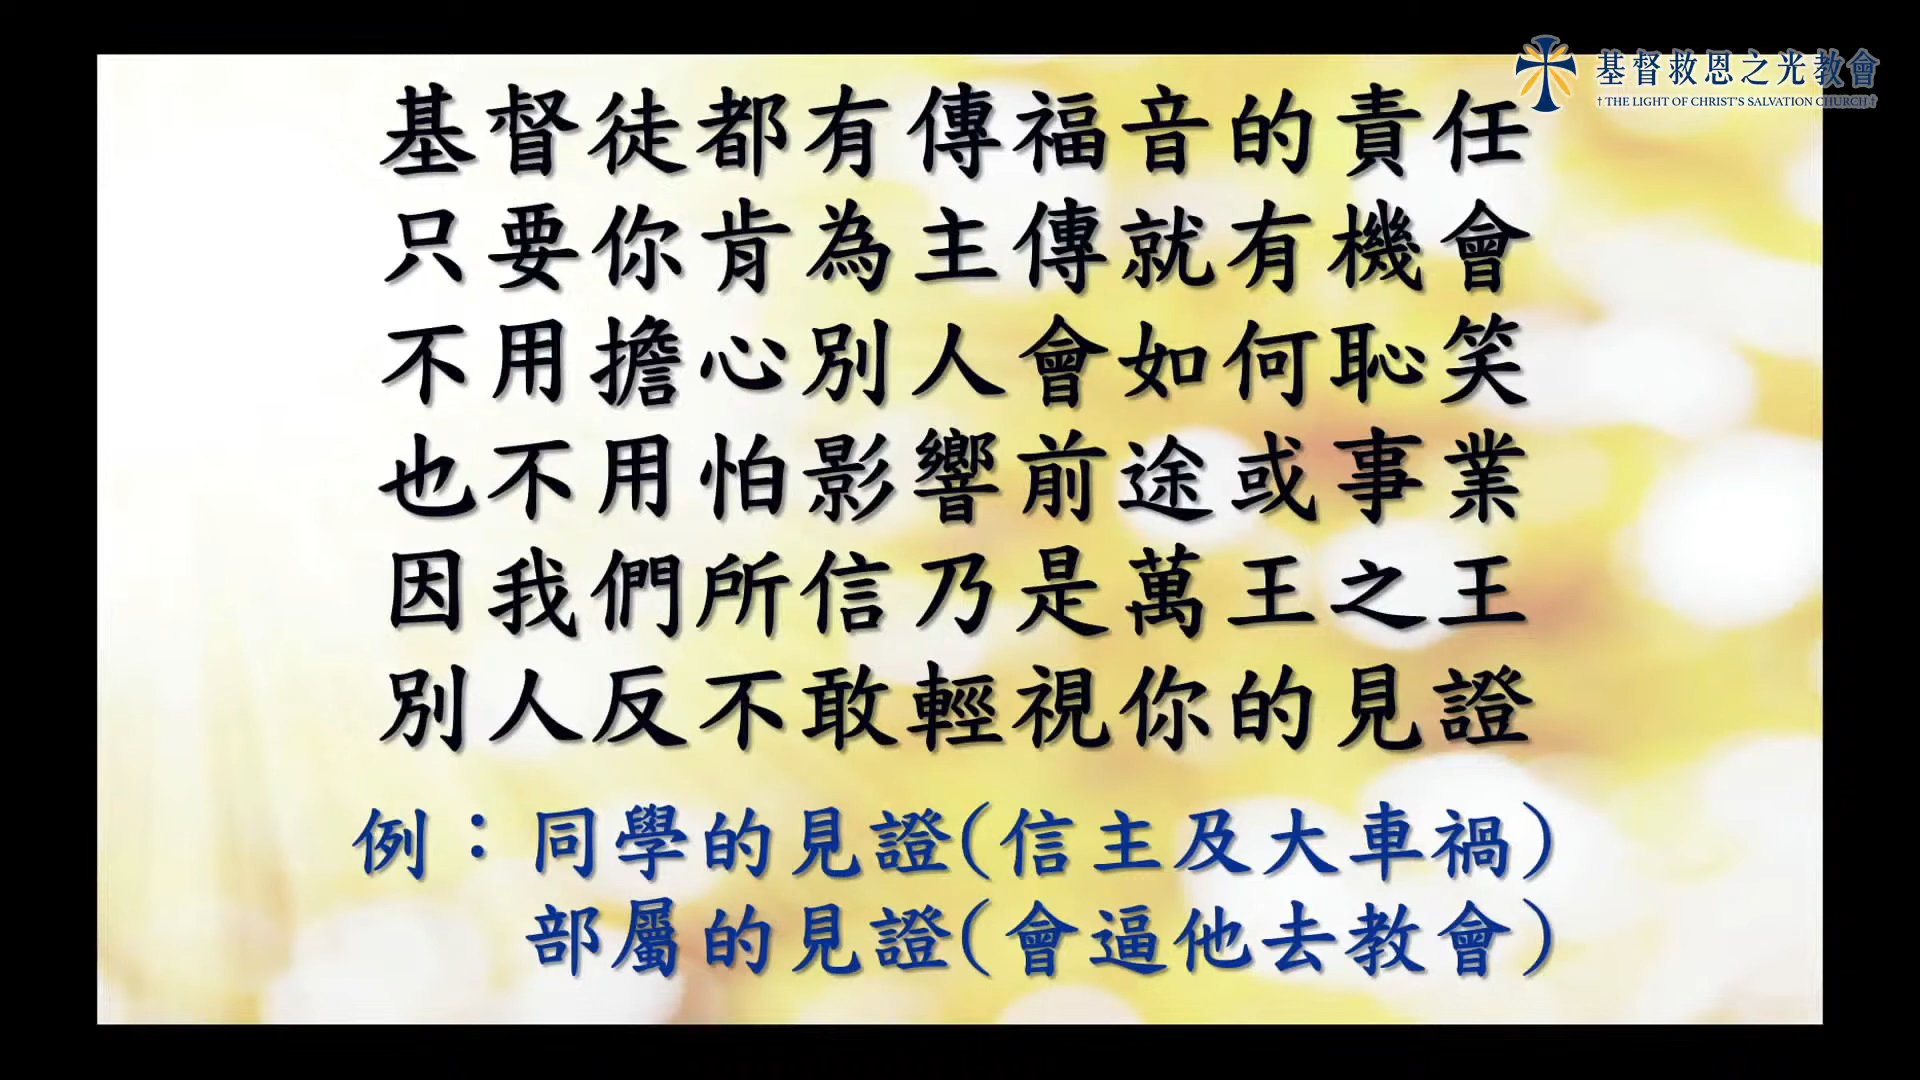 基督救恩之光教會
†THE LIGHT OF CHRIST'S SALVATION CHURCH†
基督徒都有傳福音的責任
只要你肯為主傳就有機會
不用擔心別人會如何恥笑
也不用怕影響前途或事業
因我們所信乃是萬王之王
別人反不敢輕視你的見證
例：同學的見證(信主及大車禍)
部屬的見證(會逼他去教會)